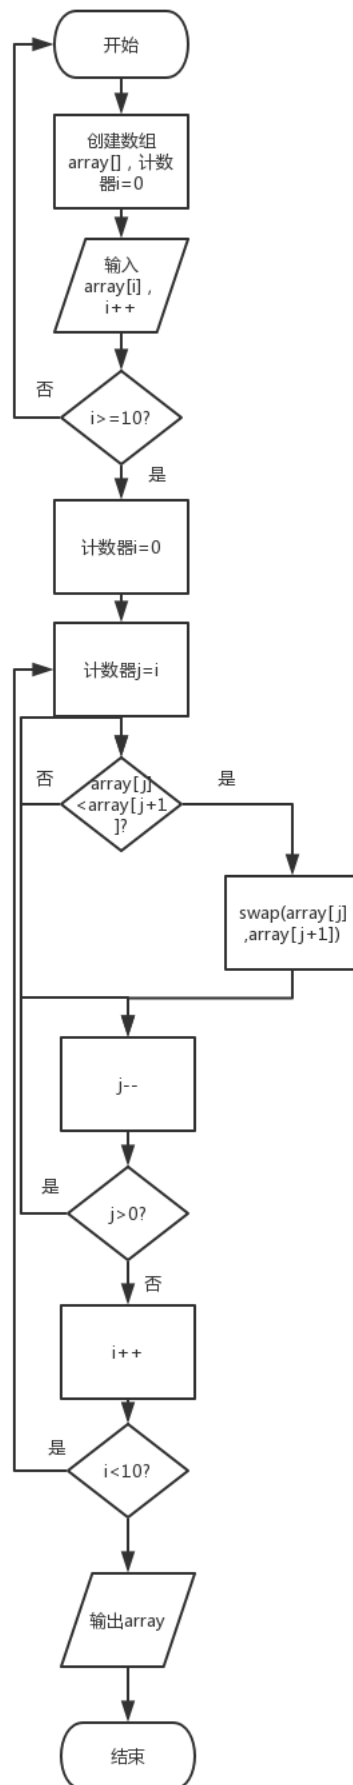 开始
创建数组
array[]，计数
器i=0
输入
array[i]，
i++
否
i>=10?
是
计数器i=0
计数器j=i
否
array[j]
<array[j+1
]?
是
swap(array[j]
,array[j+1])
j--
是
j>0?
否
i++
是
i<10?
输出array
结束